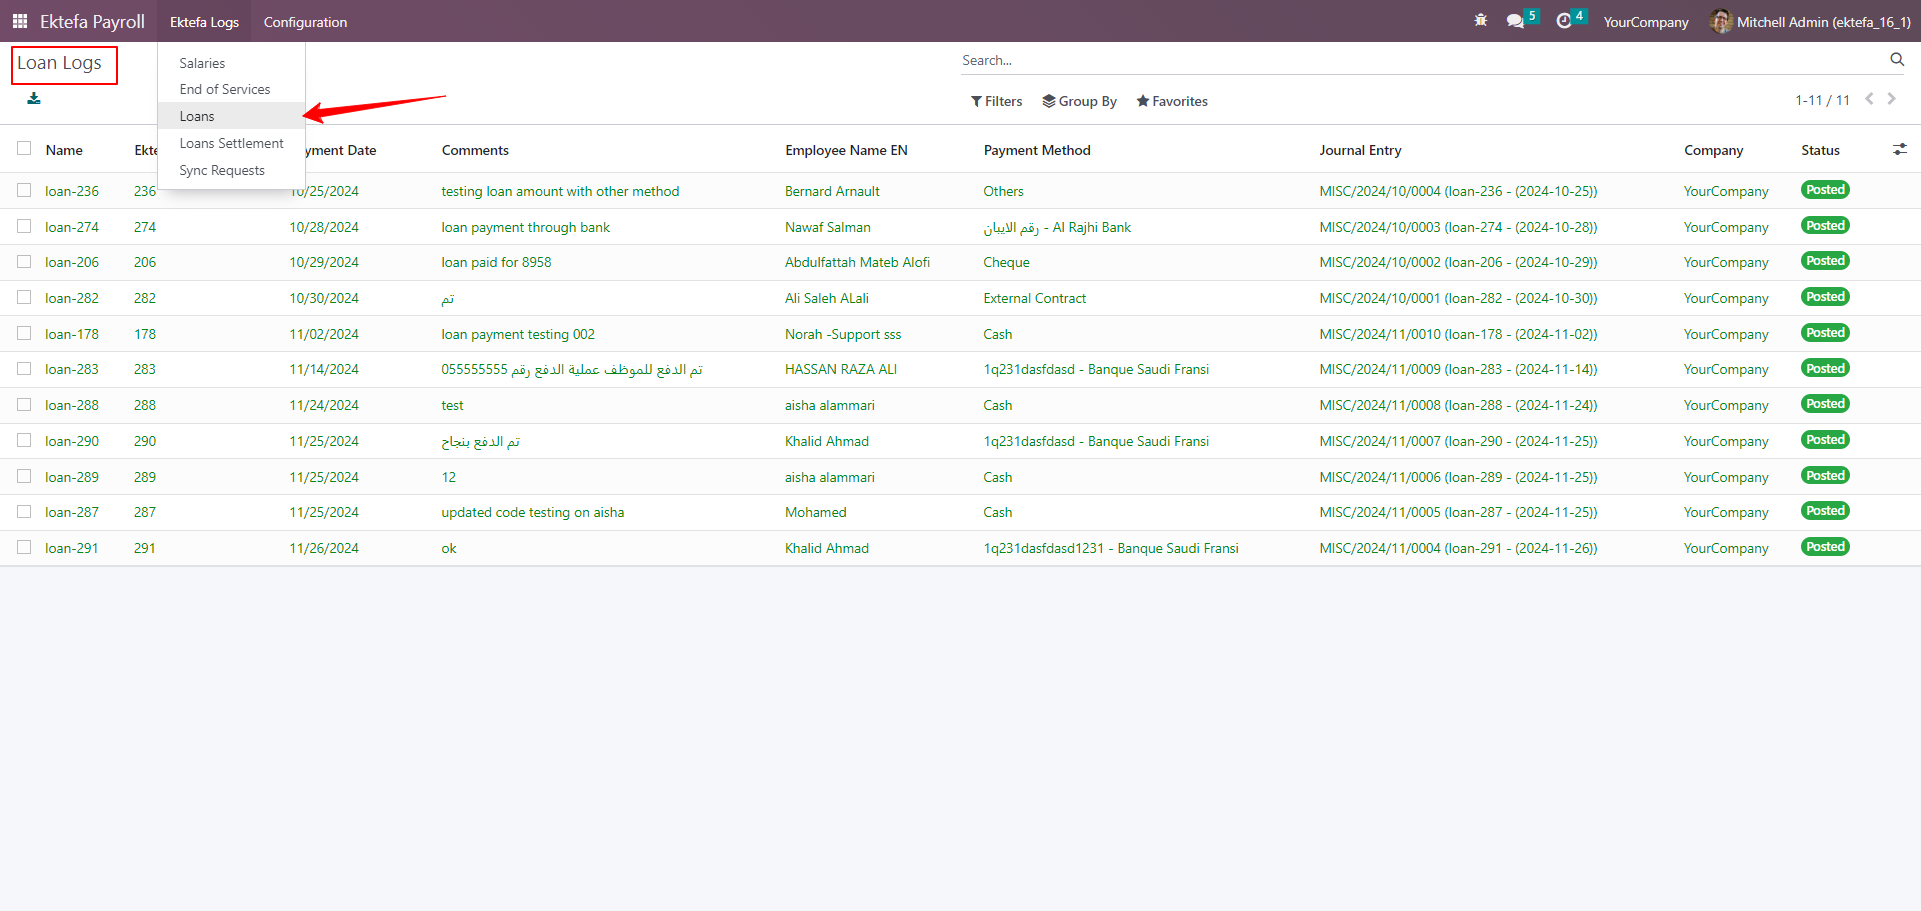 Ektefa Payroll Ektefa Logs Configuration 5 4 YourCompany Mitchell Admin (ektefa_16_1)
Loan Logs
Search...
Salaries
End of Services
Loans
Loans Settlement
Sync Requests
Filters Group By Favorites 1-11 / 11
Name Ekte yment Date Comments Employee Name EN Payment Method Journal Entry Company Status
loan-236 236 10/25/2024 testing loan amount with other method Bernard Arnault Others MISC/2024/10/0004 (loan-236 - (2024-10-25)) YourCompany Posted
loan-274 274 10/28/2024 loan payment through bank Nawaf Salman رقم الايبان - Al Rajhi Bank MISC/2024/10/0003 (loan-274 - (2024-10-28)) YourCompany Posted
loan-206 206 10/29/2024 loan paid for 8958 Abdulfattah Mateb Alofi Cheque MISC/2024/10/0002 (loan-206 - (2024-10-29)) YourCompany Posted
loan-282 282 10/30/2024 تم Ali Saleh ALali External Contract MISC/2024/10/0001 (loan-282 - (2024-10-30)) YourCompany Posted
loan-178 178 11/02/2024 loan payment testing 002 Norah -Support sss Cash MISC/2024/11/0010 (loan-178 - (2024-11-02)) YourCompany Posted
loan-283 283 11/14/2024 تم الدفع للموظف عملية الدفع رقم 055555555 HASSAN RAZA ALI 1q231dasfdasd - Banque Saudi Fransi MISC/2024/11/0009 (loan-283 - (2024-11-14)) YourCompany Posted
loan-288 288 11/24/2024 test aisha alammari Cash MISC/2024/11/0008 (loan-288 - (2024-11-24)) YourCompany Posted
loan-290 290 11/25/2024 تم الدفع بنجاح Khalid Ahmad 1q231dasfdasd - Banque Saudi Fransi MISC/2024/11/0007 (loan-290 - (2024-11-25)) YourCompany Posted
loan-289 289 11/25/2024 12 aisha alammari Cash MISC/2024/11/0006 (loan-289 - (2024-11-25)) YourCompany Posted
loan-287 287 11/25/2024 updated code testing on aisha Mohamed Cash MISC/2024/11/0005 (loan-287 - (2024-11-25)) YourCompany Posted
loan-291 291 11/26/2024 ok Khalid Ahmad 1q231dasfdasd1231 - Banque Saudi Fransi MISC/2024/11/0004 (loan-291 - (2024-11-26)) YourCompany Posted